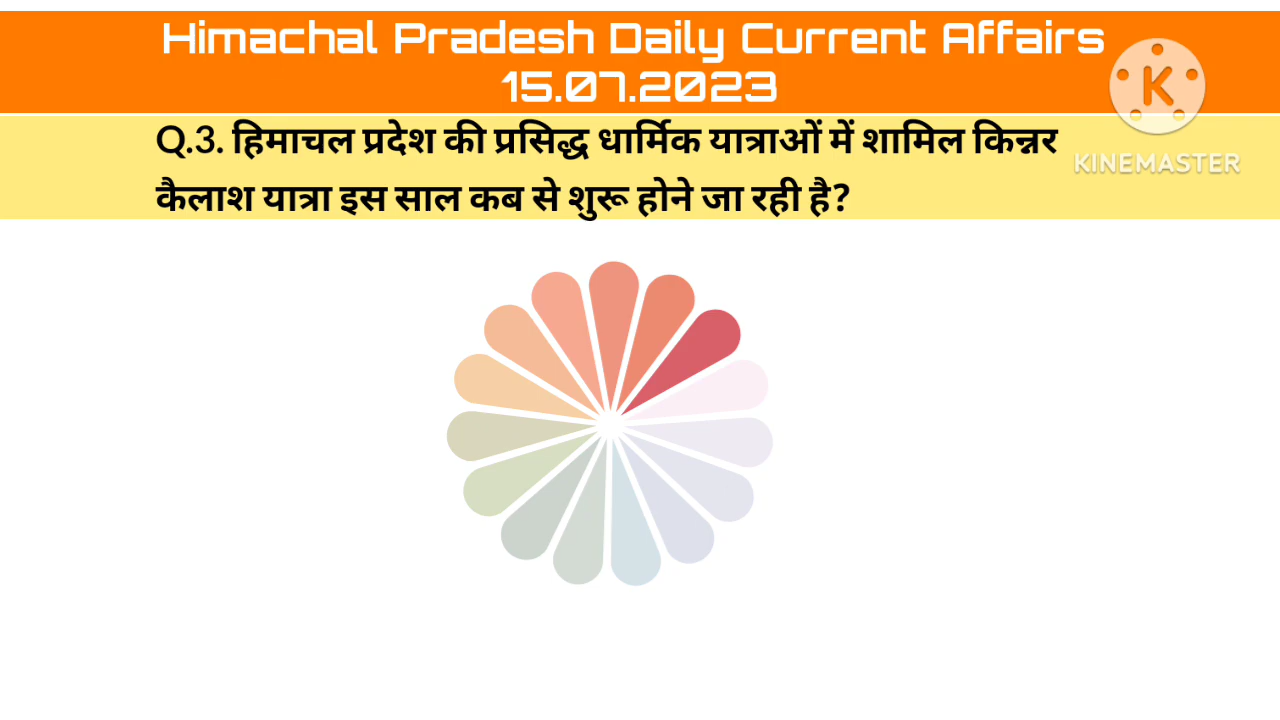 Himachal Pradesh Daily Current Affairs
15.07.2023
K
KINEMASTER
Q.3. हिमाचल प्रदेश की प्रसिद्ध धार्मिक यात्राओं में शामिल किन्नर
कैलाश यात्रा इस साल कब से शुरू होने जा रही है?